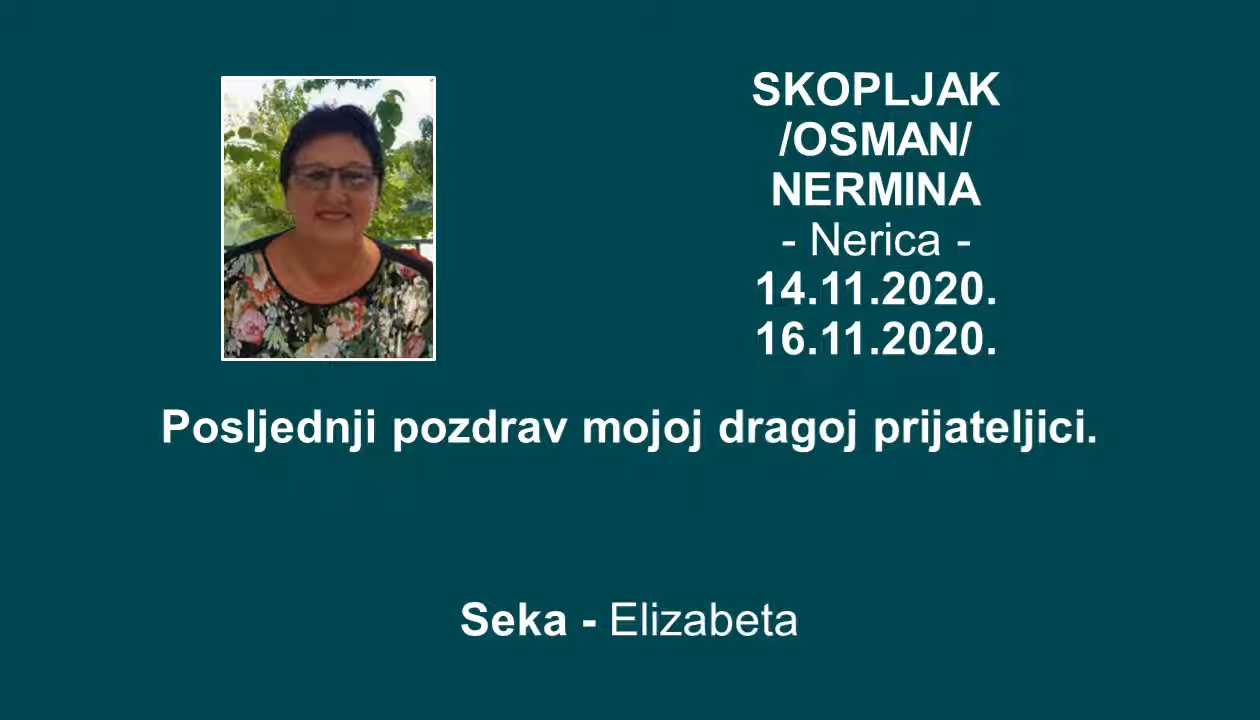 SKOPLJAK
/OSMAN/
NERMINA
- Nerica -
14.11.2020.
16.11.2020.
Posljednji pozdrav mojoj dragoj prijateljici.
Seka - Elizabeta